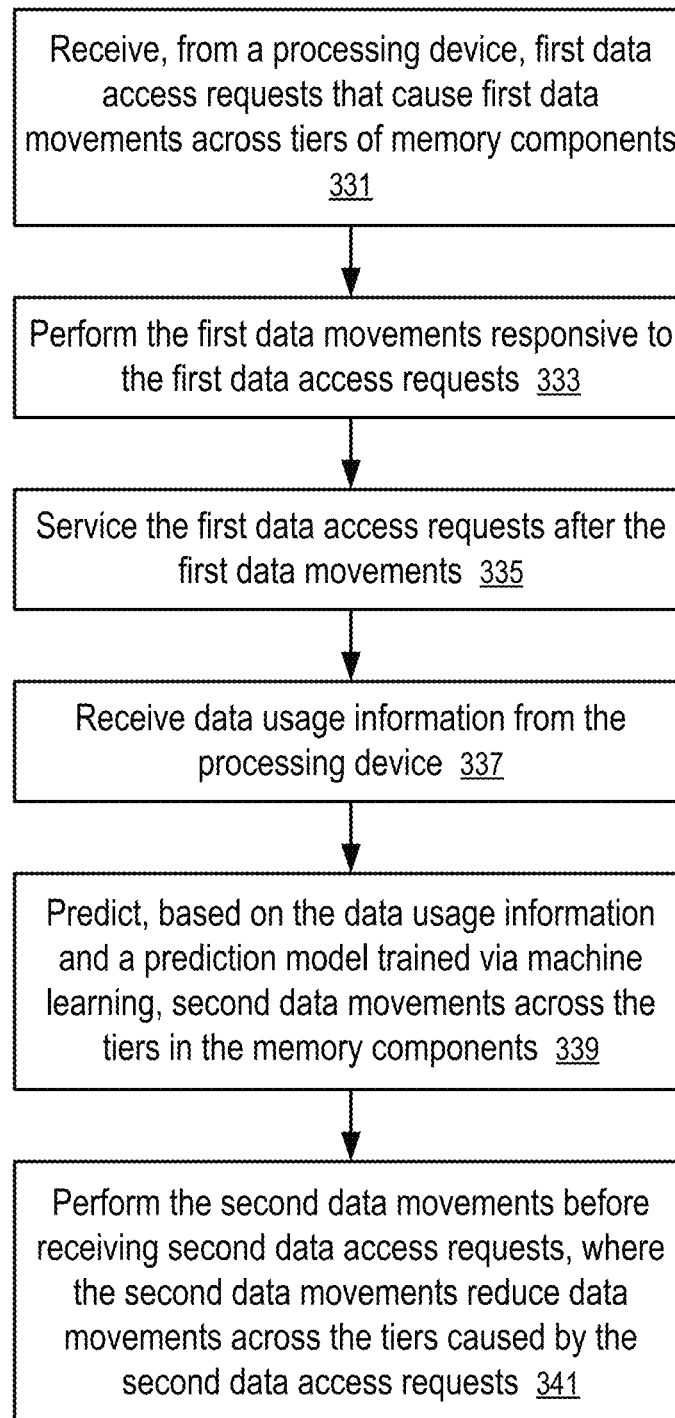 Receive, from a processing device, first data
access requests that cause first data
movements across tiers of memory components
331
Perform the first data movements responsive to
the first data access requests 333
Service the first data access requests after the
first data movements 335
Receive data usage information from the
processing device 337
Predict, based on the data usage information
and a prediction model trained via machine
learning, second data movements across the
tiers in the memory components 339
Perform the second data movements before
receiving second data access requests, where
the second data movements reduce data
movements across the tiers caused by the
second data access requests 341